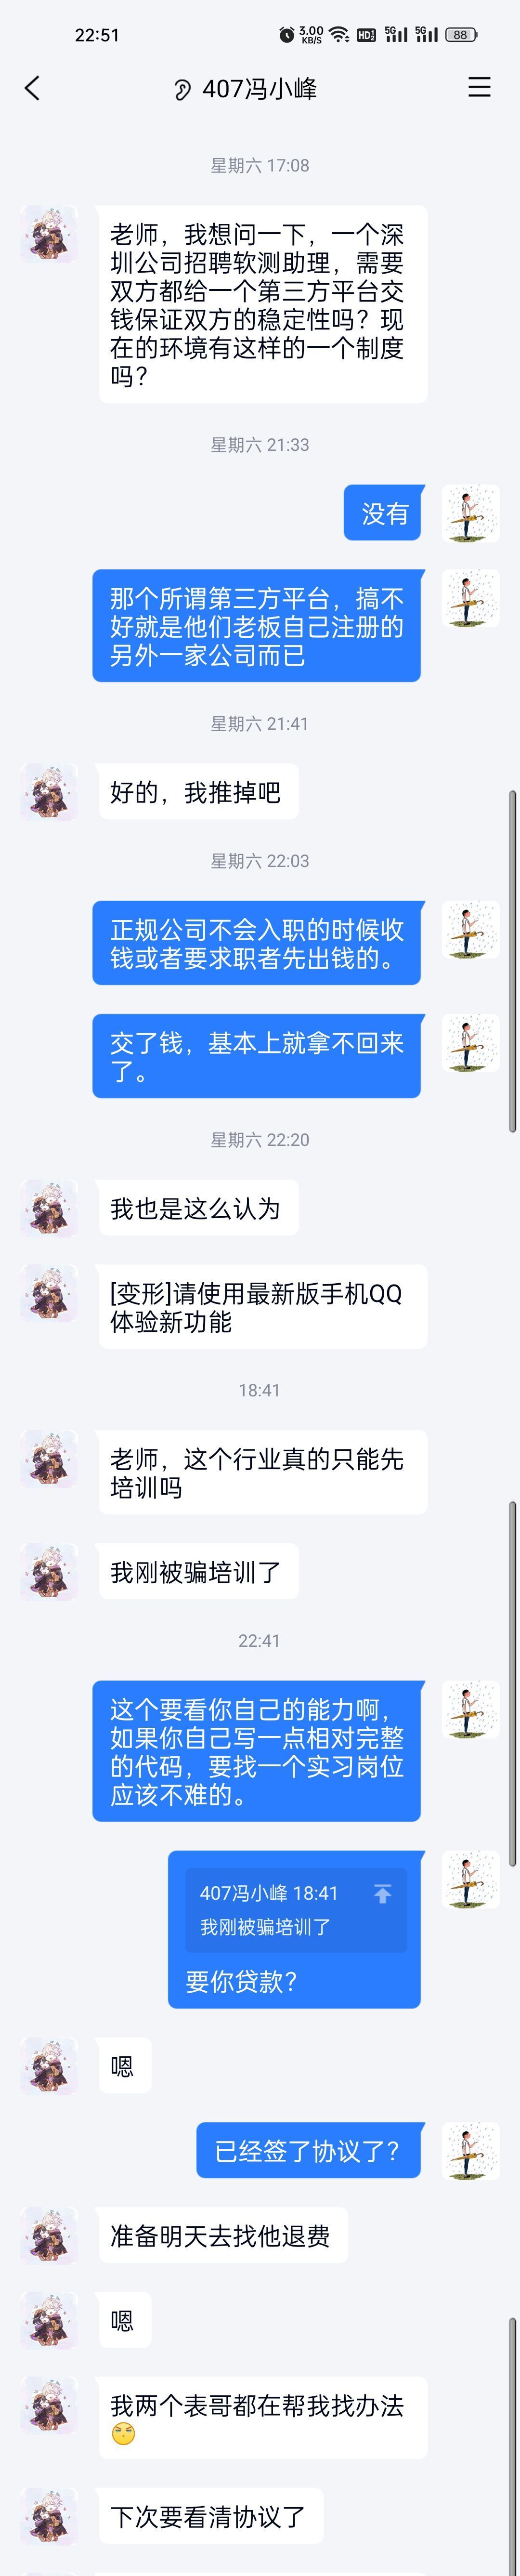 22:51
3.00
KB/S
HD
5G
5G
88
407冯小峰
星期六 17:08
老师，我想问一下，一个深
圳公司招聘软测助理，需要
双方都给一个第三方平台交
钱保证双方的稳定性吗？现
在的环境有这样的一个制度
吗？
星期六 21:33
没有
那个所谓第三方平台，搞不
好就是他们老板自己注册的
另外一家公司而已
星期六 21:41
好的，我推掉吧
星期六 22:03
正规公司不会入职的时候收
钱或者要求职者先出钱的。
交了钱，基本上就拿不回来
了。
星期六 22:20
我也是这么认为
[变形]请使用最新版手机QQ
体验新功能
18:41
老师，这个行业真的只能先
培训吗
我刚被骗培训了
22:41
这个要看你自己的能力啊，
如果你自己写一点相对完整
的代码，要找一个实习岗位
应该不难的。
407冯小峰 18:41
我刚被骗培训了
要你贷款？
嗯
已经签了协议了？
准备明天去找他退费
嗯
我两个表哥都在帮我找办法
下次要看清协议了